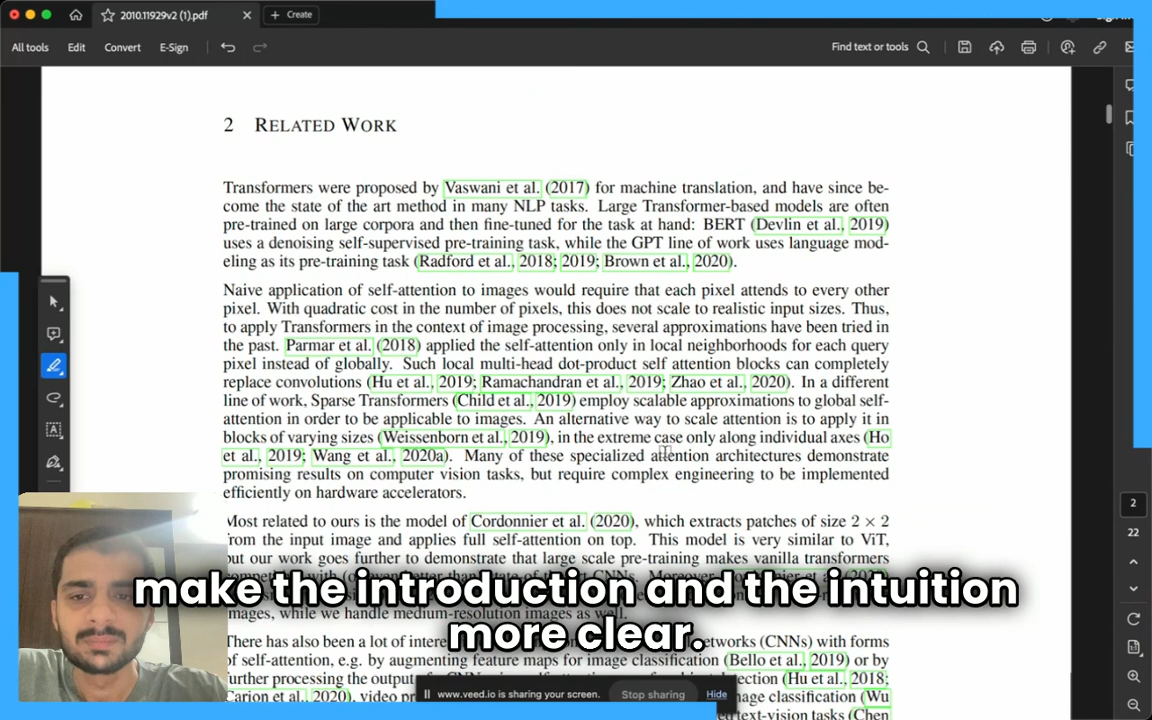 2010.11929v2 (1).pdf
Create
All tools Edit Convert E-Sign
Find text or tools
2 RELATED WORK
Transformers were proposed by Vaswani et al. (2017) for machine translation, and have since be-
come the state of the art method in many NLP tasks. Large Transformer-based models are often
pre-trained on large corpora and then fine-tuned for the task at hand: BERT (Devlin et al., 2019)
uses a denoising self-supervised pre-training task, while the GPT line of work uses language mod-
eling as its pre-training task (Radford et al., 2018; 2019; Brown et al., 2020).
Naive application of self-attention to images would require that each pixel attends to every other
pixel. With quadratic cost in the number of pixels, this does not scale to realistic input sizes. Thus,
to apply Transformers in the context of image processing, several approximations have been tried in
the past. Parmar et al. (2018) applied the self-attention only in local neighborhoods for each query
pixel instead of globally. Such local multi-head dot-product self attention blocks can completely
replace convolutions (Hu et al., 2019; Ramachandran et al., 2019; Zhao et al., 2020). In a different
line of work, Sparse Transformers (Child et al., 2019) employ scalable approximations to global self-
attention in order to be applicable to images. An alternative way to scale attention is to apply it in
blocks of varying sizes (Weissenborn et al., 2019), in the extreme case only along individual axes (Ho
et al., 2019; Wang et al., 2020a). Many of these specialized attention architectures demonstrate
promising results on computer vision tasks, but require complex engineering to be implemented
efficiently on hardware accelerators.
Most related to ours is the model of Cordonnier et al. (2020), which extracts patches of size 2 × 2
from the input image and applies full self-attention on top. This model is very similar to ViT,
but our work goes further to demonstrate that large scale pre-training makes vanilla transformers
make the introduction and the intuition
images, while we handle medium-resolution images as well.
more clear.
There has also been a lot of etworks (CNNs) with forms
of self-attention, e.g. by augmenting feature maps for image classification (Bello et al., 2019) or by
further processing the output (Hu et al., 2018;
Carion et al., 2020), video image classification (Wu
text-vision tasks (Chen
www.veed.io is sharing your screen. Stop sharing Hide
2
22